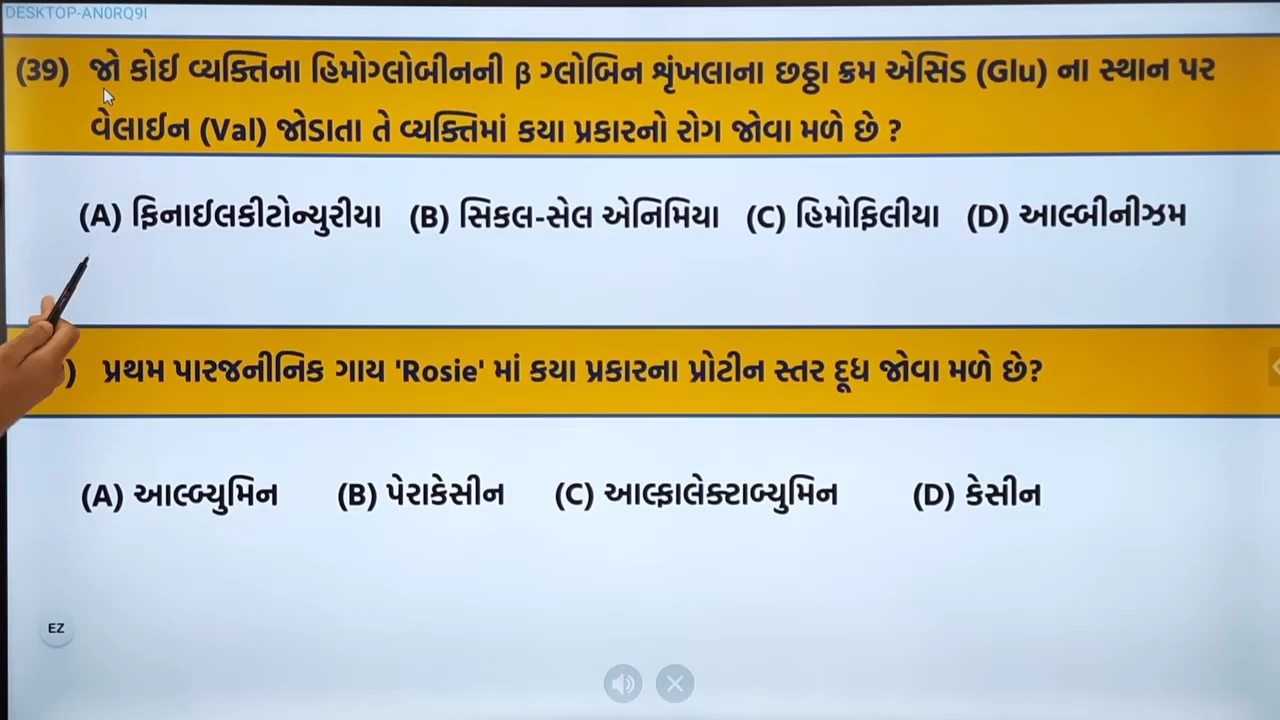 DESKTOP-AN0RQ9I
(39) જો કોઈ વ્યક્તિના હિમોગ્લોબીનની β ગ્લોબિન શૃંખલાના છઠ્ઠા ક્રમ એસિડ (Glu) ના સ્થાન પર
વેલાઈન (Val) જોડાતા તે વ્યક્તિમાં કયા પ્રકારનો રોગ જોવા મળે છે ?
(A) ફિનાઈલકીટોન્યુરીયા (B) સિકલ-સેલ એનિમિયા (C) હિમોફિલીયા (D) આલ્બીનીઝમ
) પ્રથમ પારજનીનિક ગાય 'Rosie' માં કયા પ્રકારના પ્રોટીન સ્તર દૂધ જોવા મળે છે?
(A) આલ્બ્યુમિન (B) પેરાકેસીન (C) આલ્ફાલેક્ટાબ્યુમિન (D) કેસીન
EZ